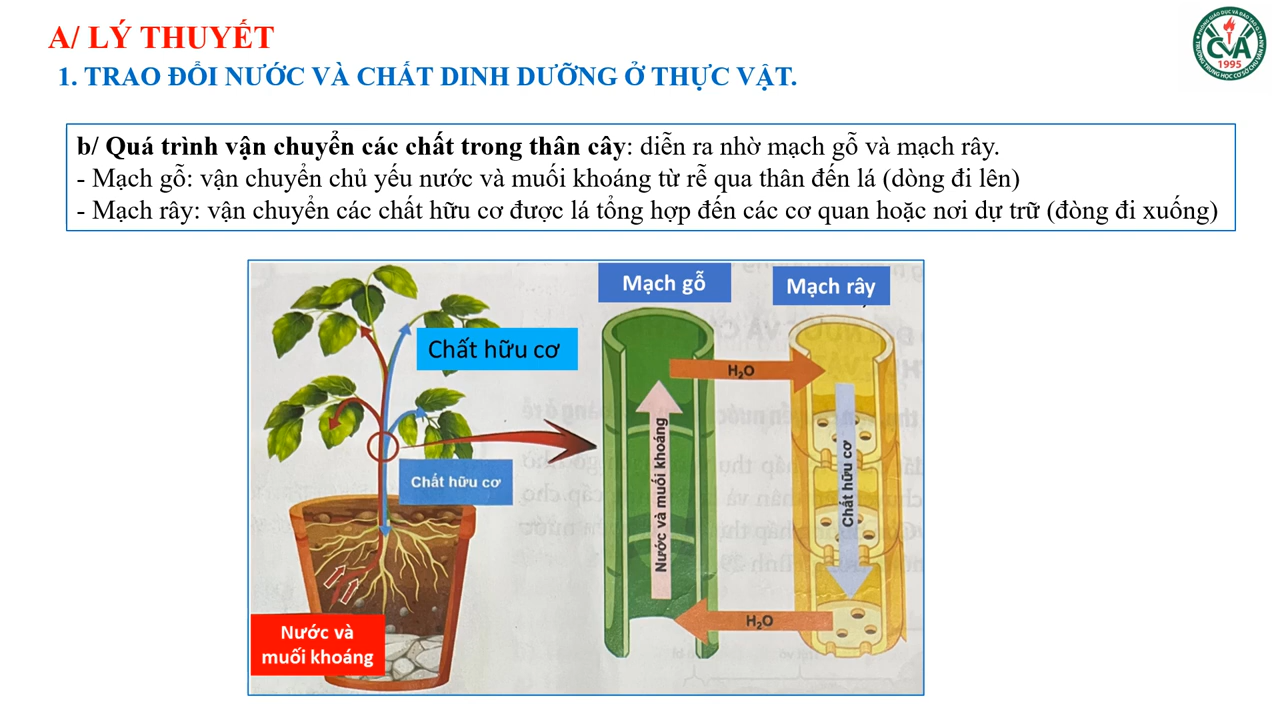 A/ LÝ THUYẾT
1. TRAO ĐỔI NƯỚC VÀ CHẤT DINH DƯỠNG Ở THỰC VẬT.
CVA
1995
b/ Quá trình vận chuyển các chất trong thân cây: diễn ra nhờ mạch gỗ và mạch rây.
- Mạch gỗ: vận chuyển chủ yếu nước và muối khoáng từ rễ qua thân đến lá (dòng đi lên)
- Mạch rây: vận chuyển các chất hữu cơ được lá tổng hợp đến các cơ quan hoặc nơi dự trữ (đòng đi xuống)
Mạch gỗ
Mạch rây
Chất hữu cơ
H₂O
Nước và muối khoáng
Chất hữu cơ
Chất hữu cơ
H₂O
Nước và
muối khoáng